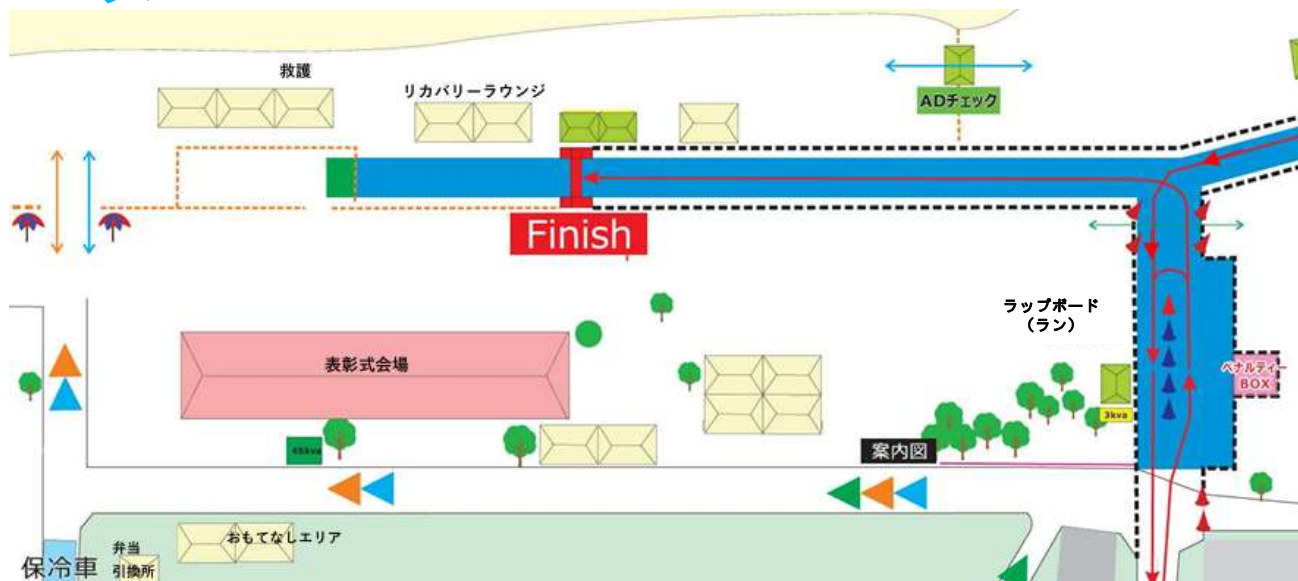 救護
リカバリーラウンジ
ADチェック
Finish
ラップボード
（ラン）
表彰式会場
ペナルティー
BOX
3kva
案内図
おもてなしエリア
弁当
引換所
保冷車